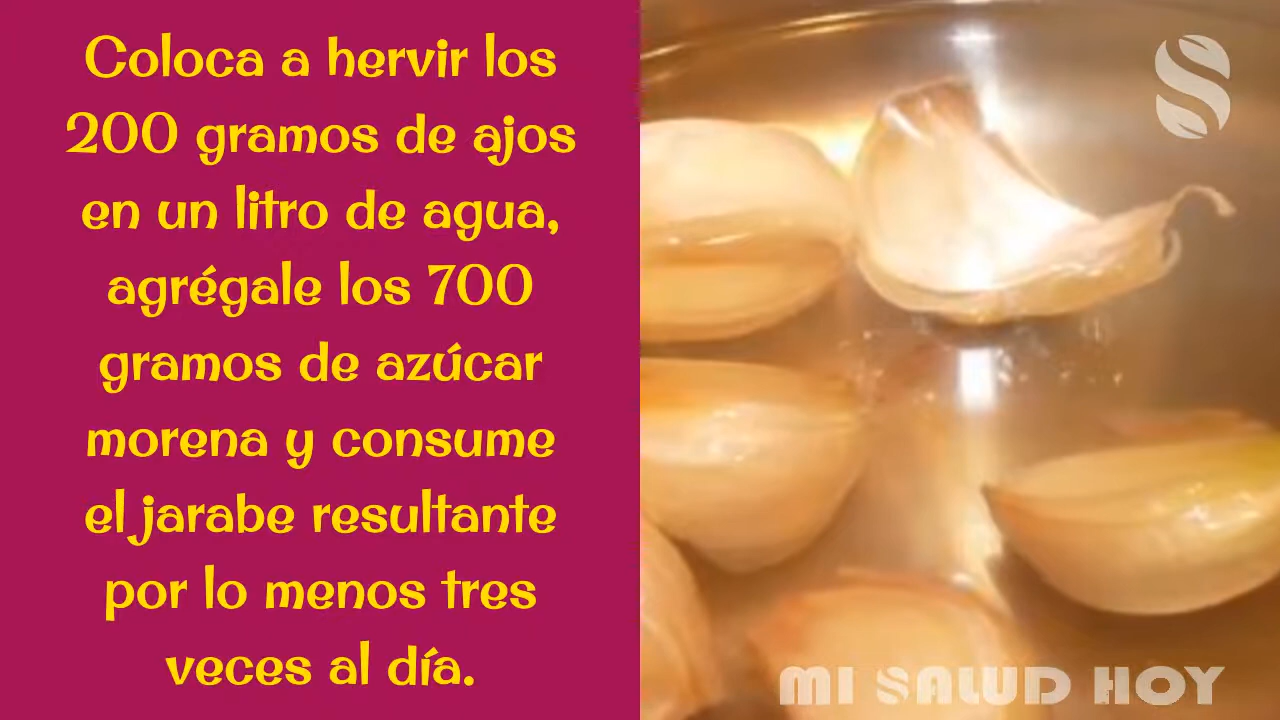 Coloca a hervir los
200 gramos de ajos
en un litro de agua,
agrégale los 700
gramos de azúcar
morena y consume
el jarabe resultante
por lo menos tres
veces al día.
MI SALUD HOY